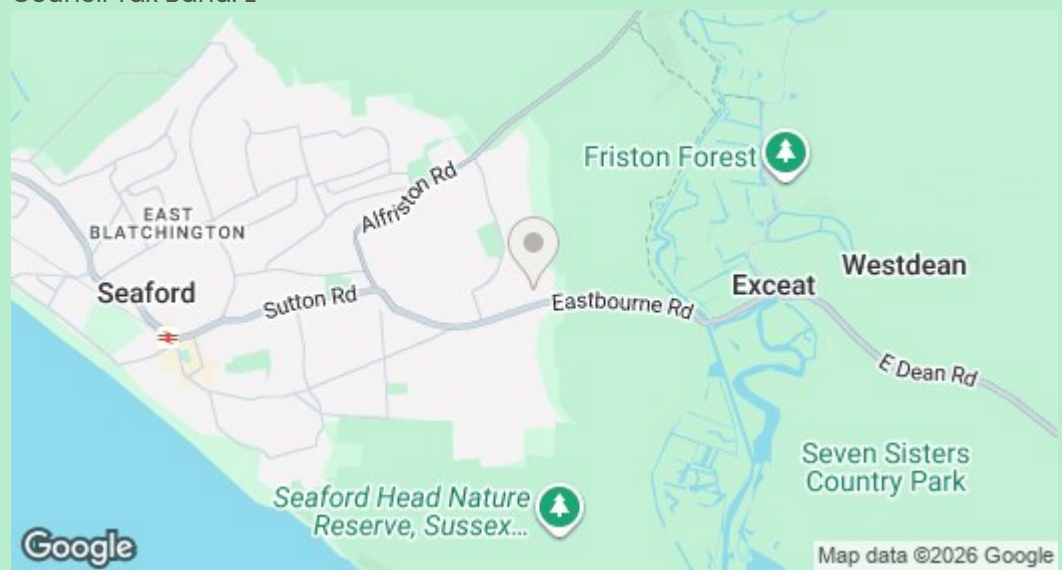 Friston Forest
Alfriston Rd
EAST
BLATCHINGTON
Westdean
Exceat
Seaford
Sutton Rd
Eastbourne Rd
E Dean Rd
Seven Sisters
Country Park
Seaford Head Nature
Reserve, Sussex...
Google
Map data ©2026 Google